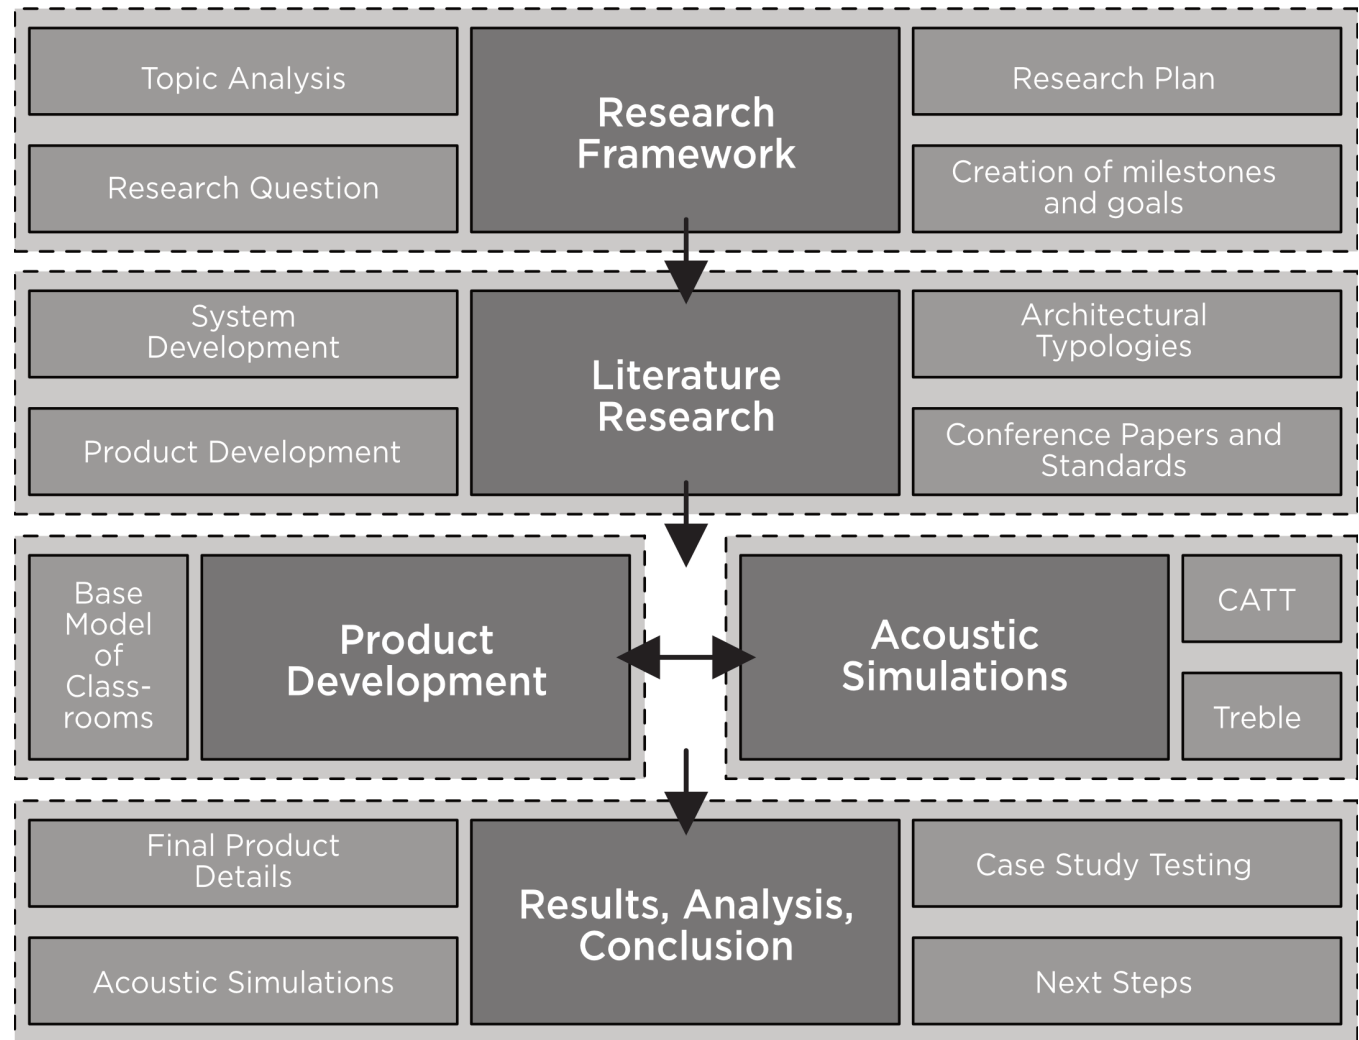 Topic Analysis
Research Question
Research
Framework
Research Plan
Creation of milestones
and goals
System
Development
Product Development
Literature
Research
Architectural
Typologies
Conference Papers and
Standards
Base
Model
of
Class-
rooms
Product
Development
Acoustic
Simulations
CATT
Treble
Final Product
Details
Acoustic Simulations
Results, Analysis,
Conclusion
Case Study Testing
Next Steps